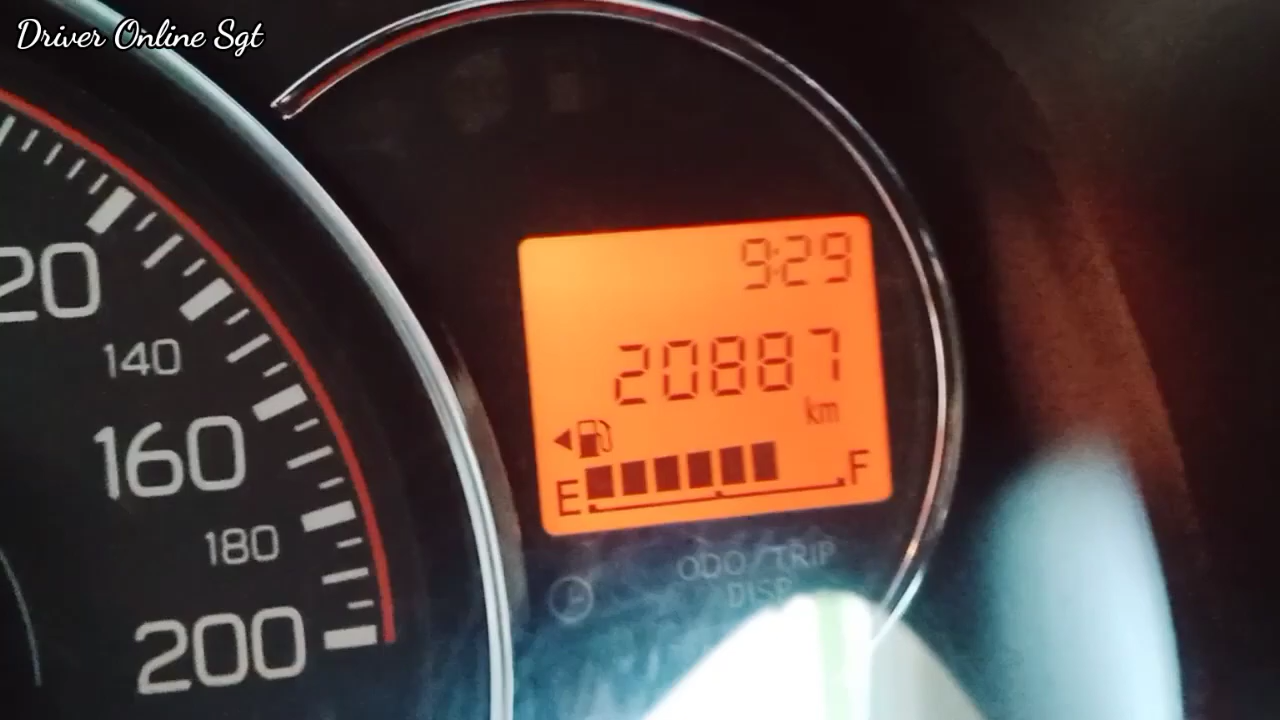 Driver Online Sgt
20
140
160
180
200
9:29
20887
km
E F
ODO/TRIP
DISP